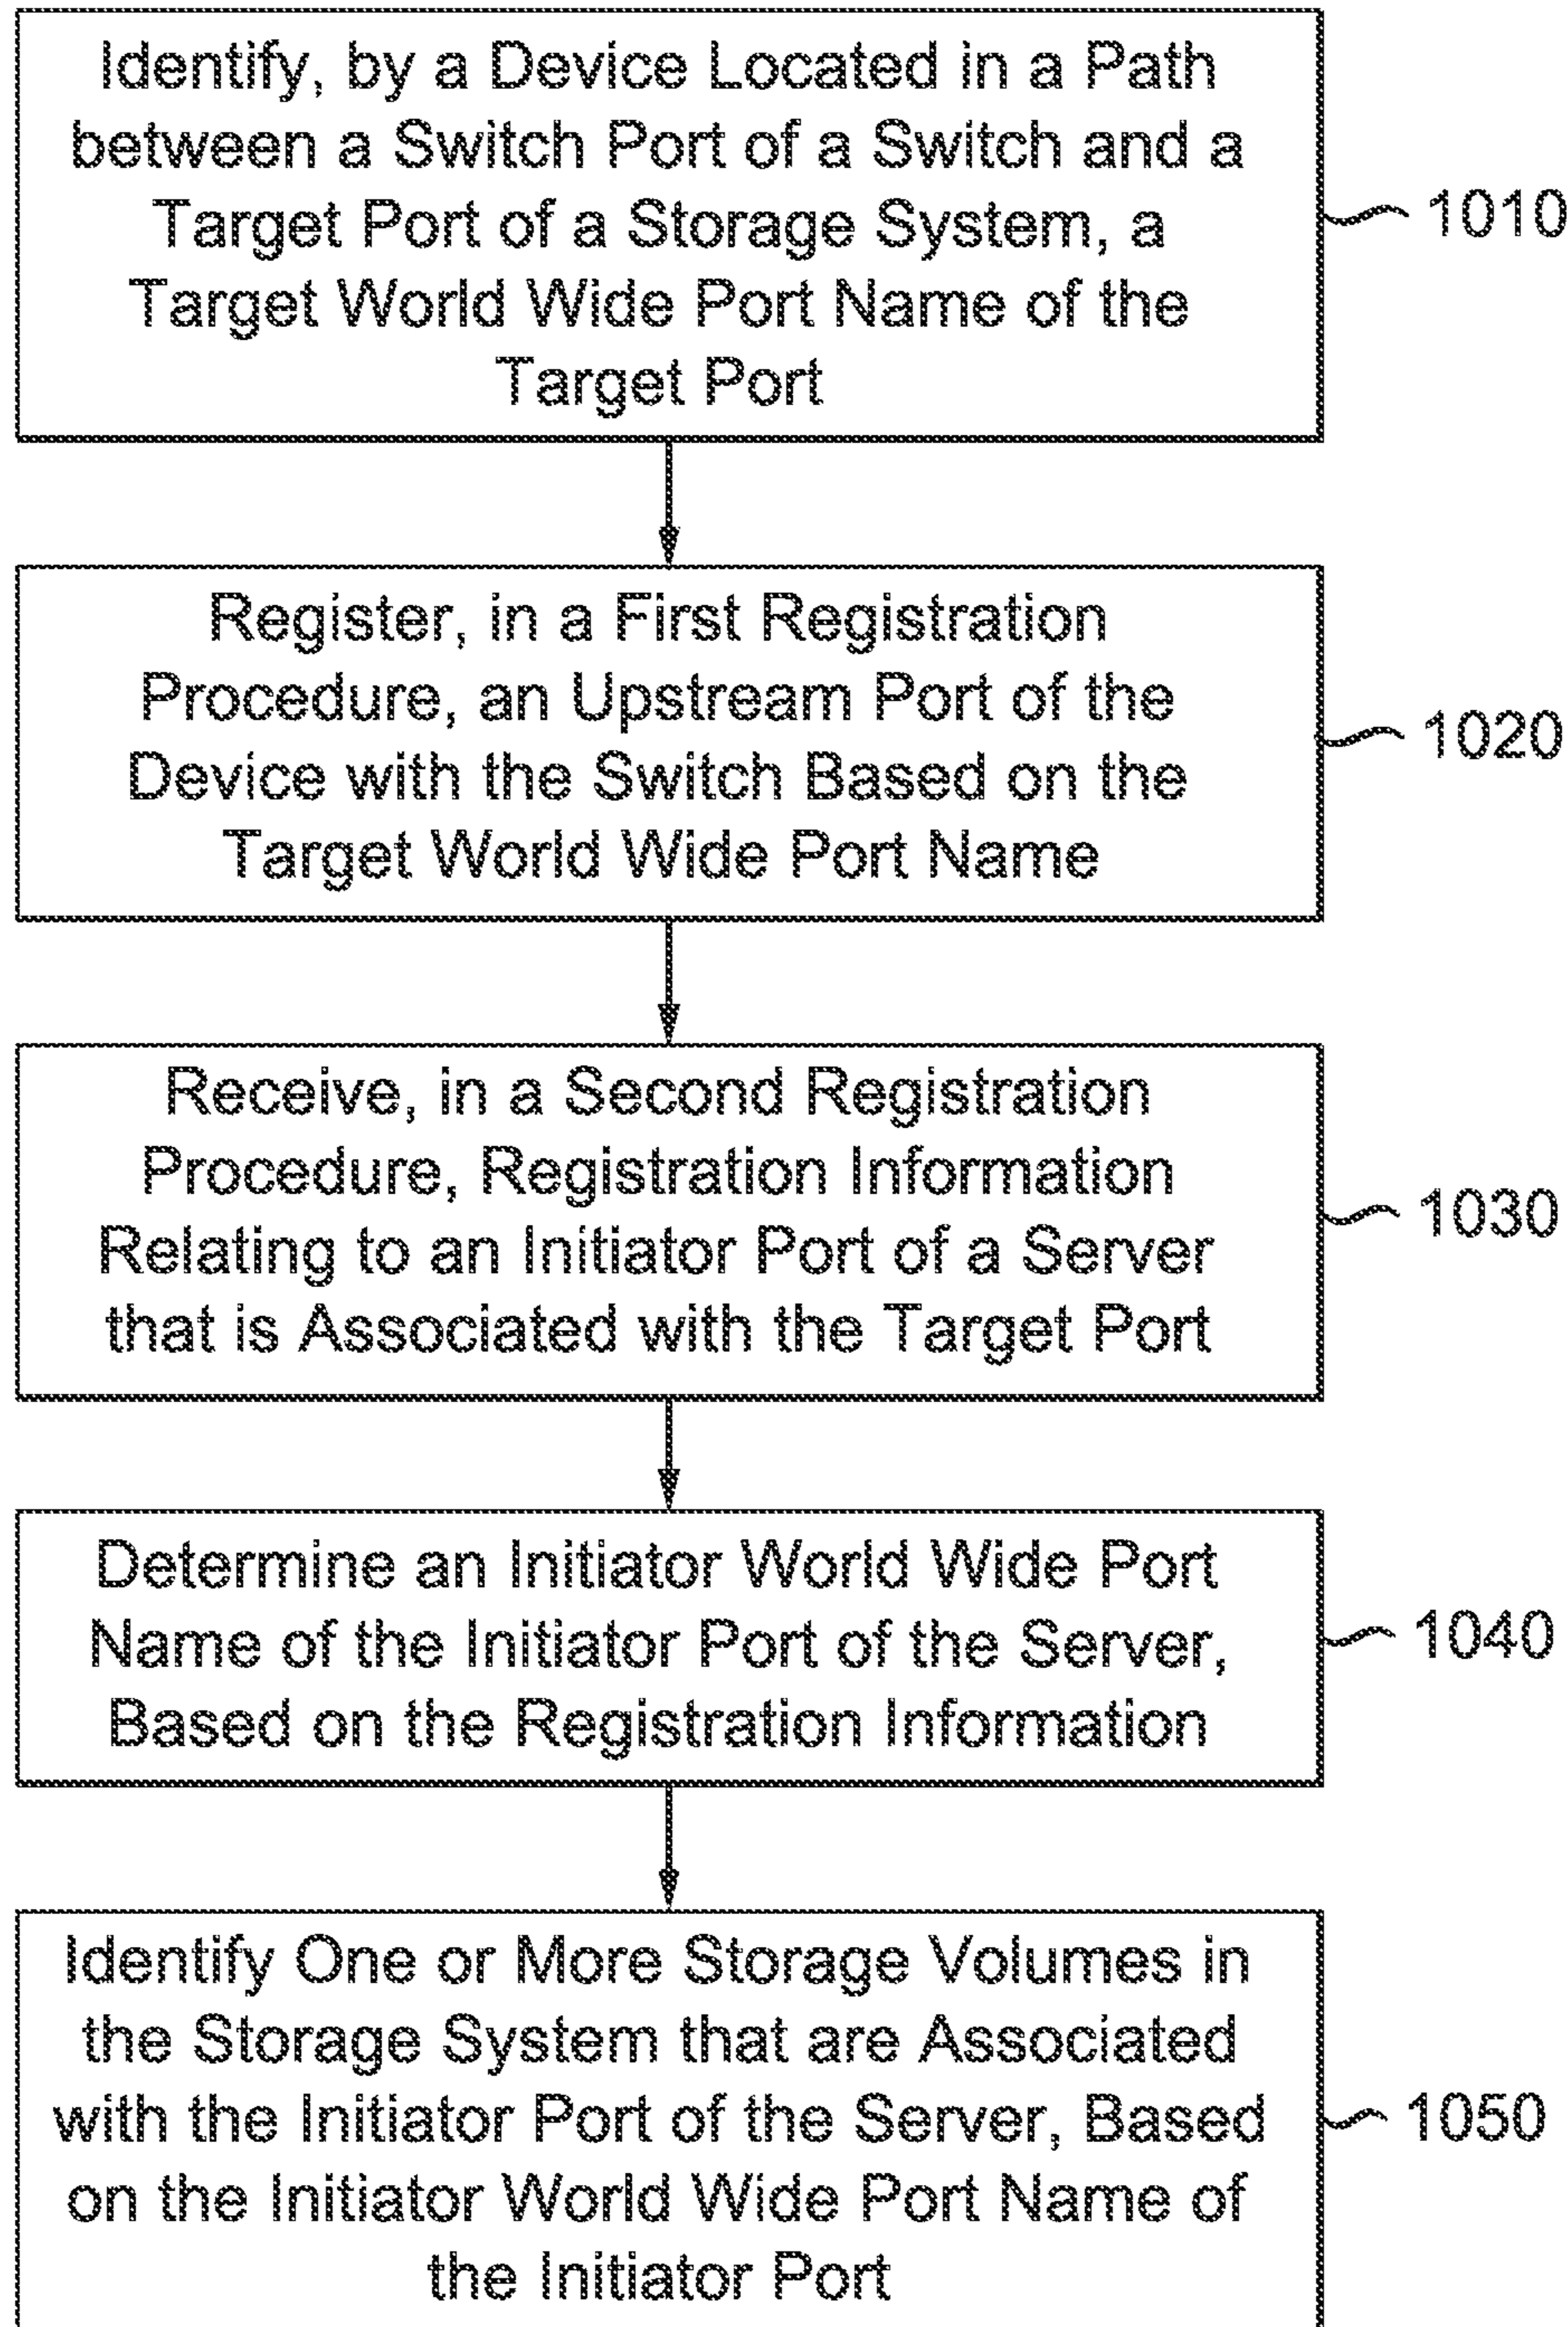 Identify, by a Device Located in a Path
between a Switch Port of a Switch and a
Target Port of a Storage System, a
Target World Wide Port Name of the
Target Port
1010
Register, in a First Registration
Procedure, an Upstream Port of the
Device with the Switch Based on the
Target World Wide Port Name
1020
Receive, in a Second Registration
Procedure, Registration Information
Relating to an Initiator Port of a Server
that is Associated with the Target Port
1030
Determine an Initiator World Wide Port
Name of the Initiator Port of the Server,
Based on the Registration Information
1040
Identify One or More Storage Volumes in
the Storage System that are Associated
with the Initiator Port of the Server, Based
on the Initiator World Wide Port Name of
the Initiator Port
1050